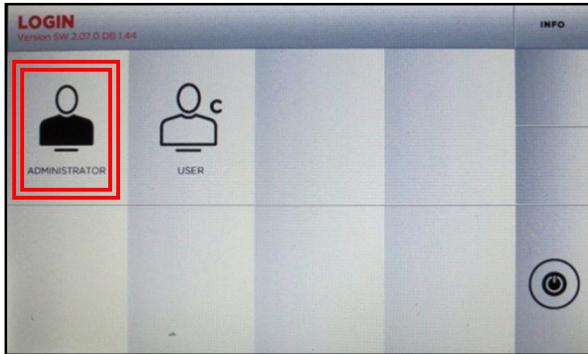 LOGIN
INFO
Version SW 2.07.0 DB 1.44
C
ADMINISTRATOR
USER